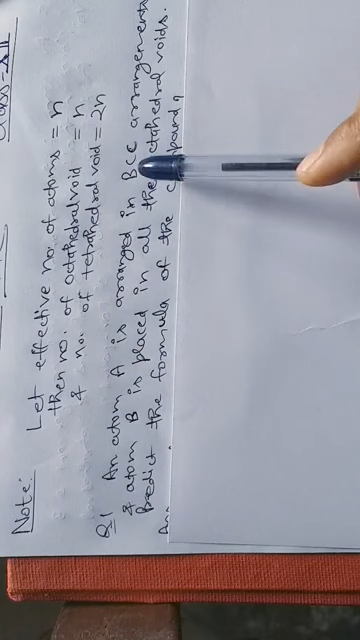 Class-XII
Note: Let effective no. of atoms = n
then no. of octahedral void = n
& no. of tetrahedral void = 2n
Q1 An atom A is arranged in BCC arrangement
& atom B is placed in all the octahedral voids.
Predict the formula of the